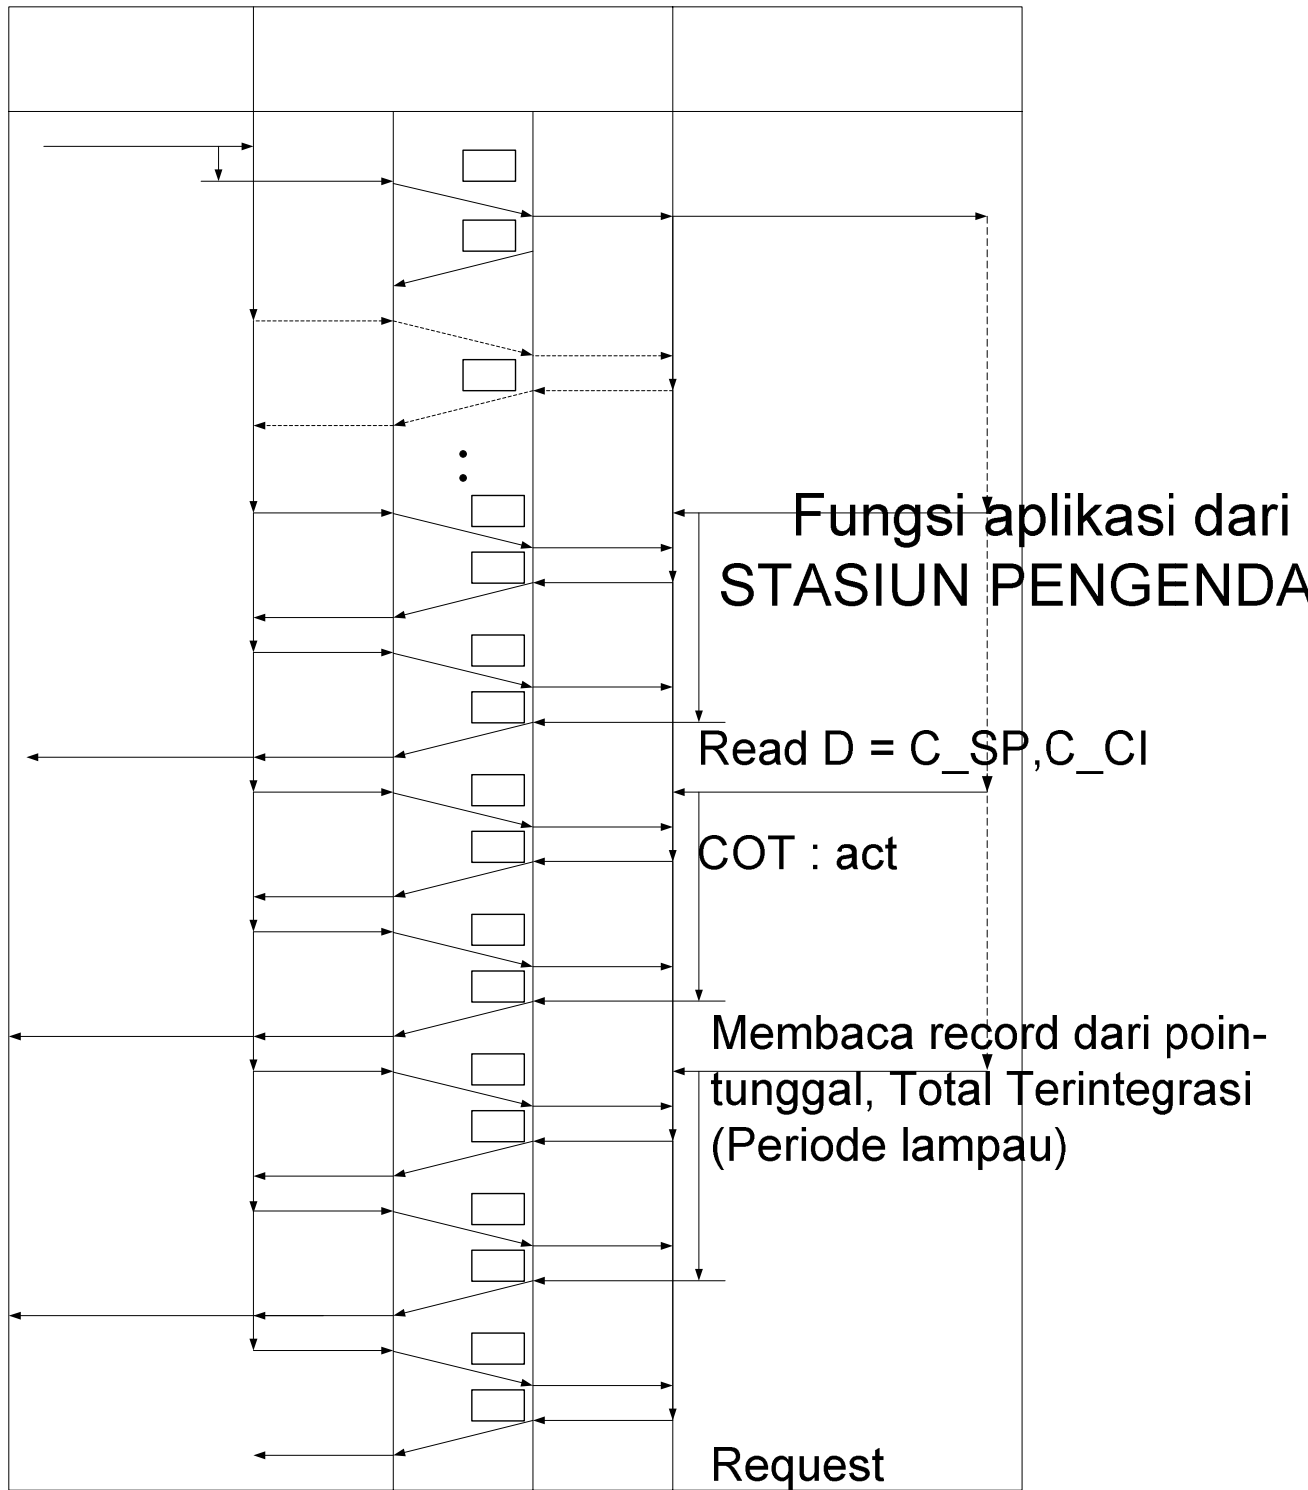 Fungsi aplikasi dari
STASIUN PENGENDA
Read D = C_SP,C_CI
COT : act
Membaca record dari poin-
tunggal, Total Terintegrasi
(Periode lampau)
Request